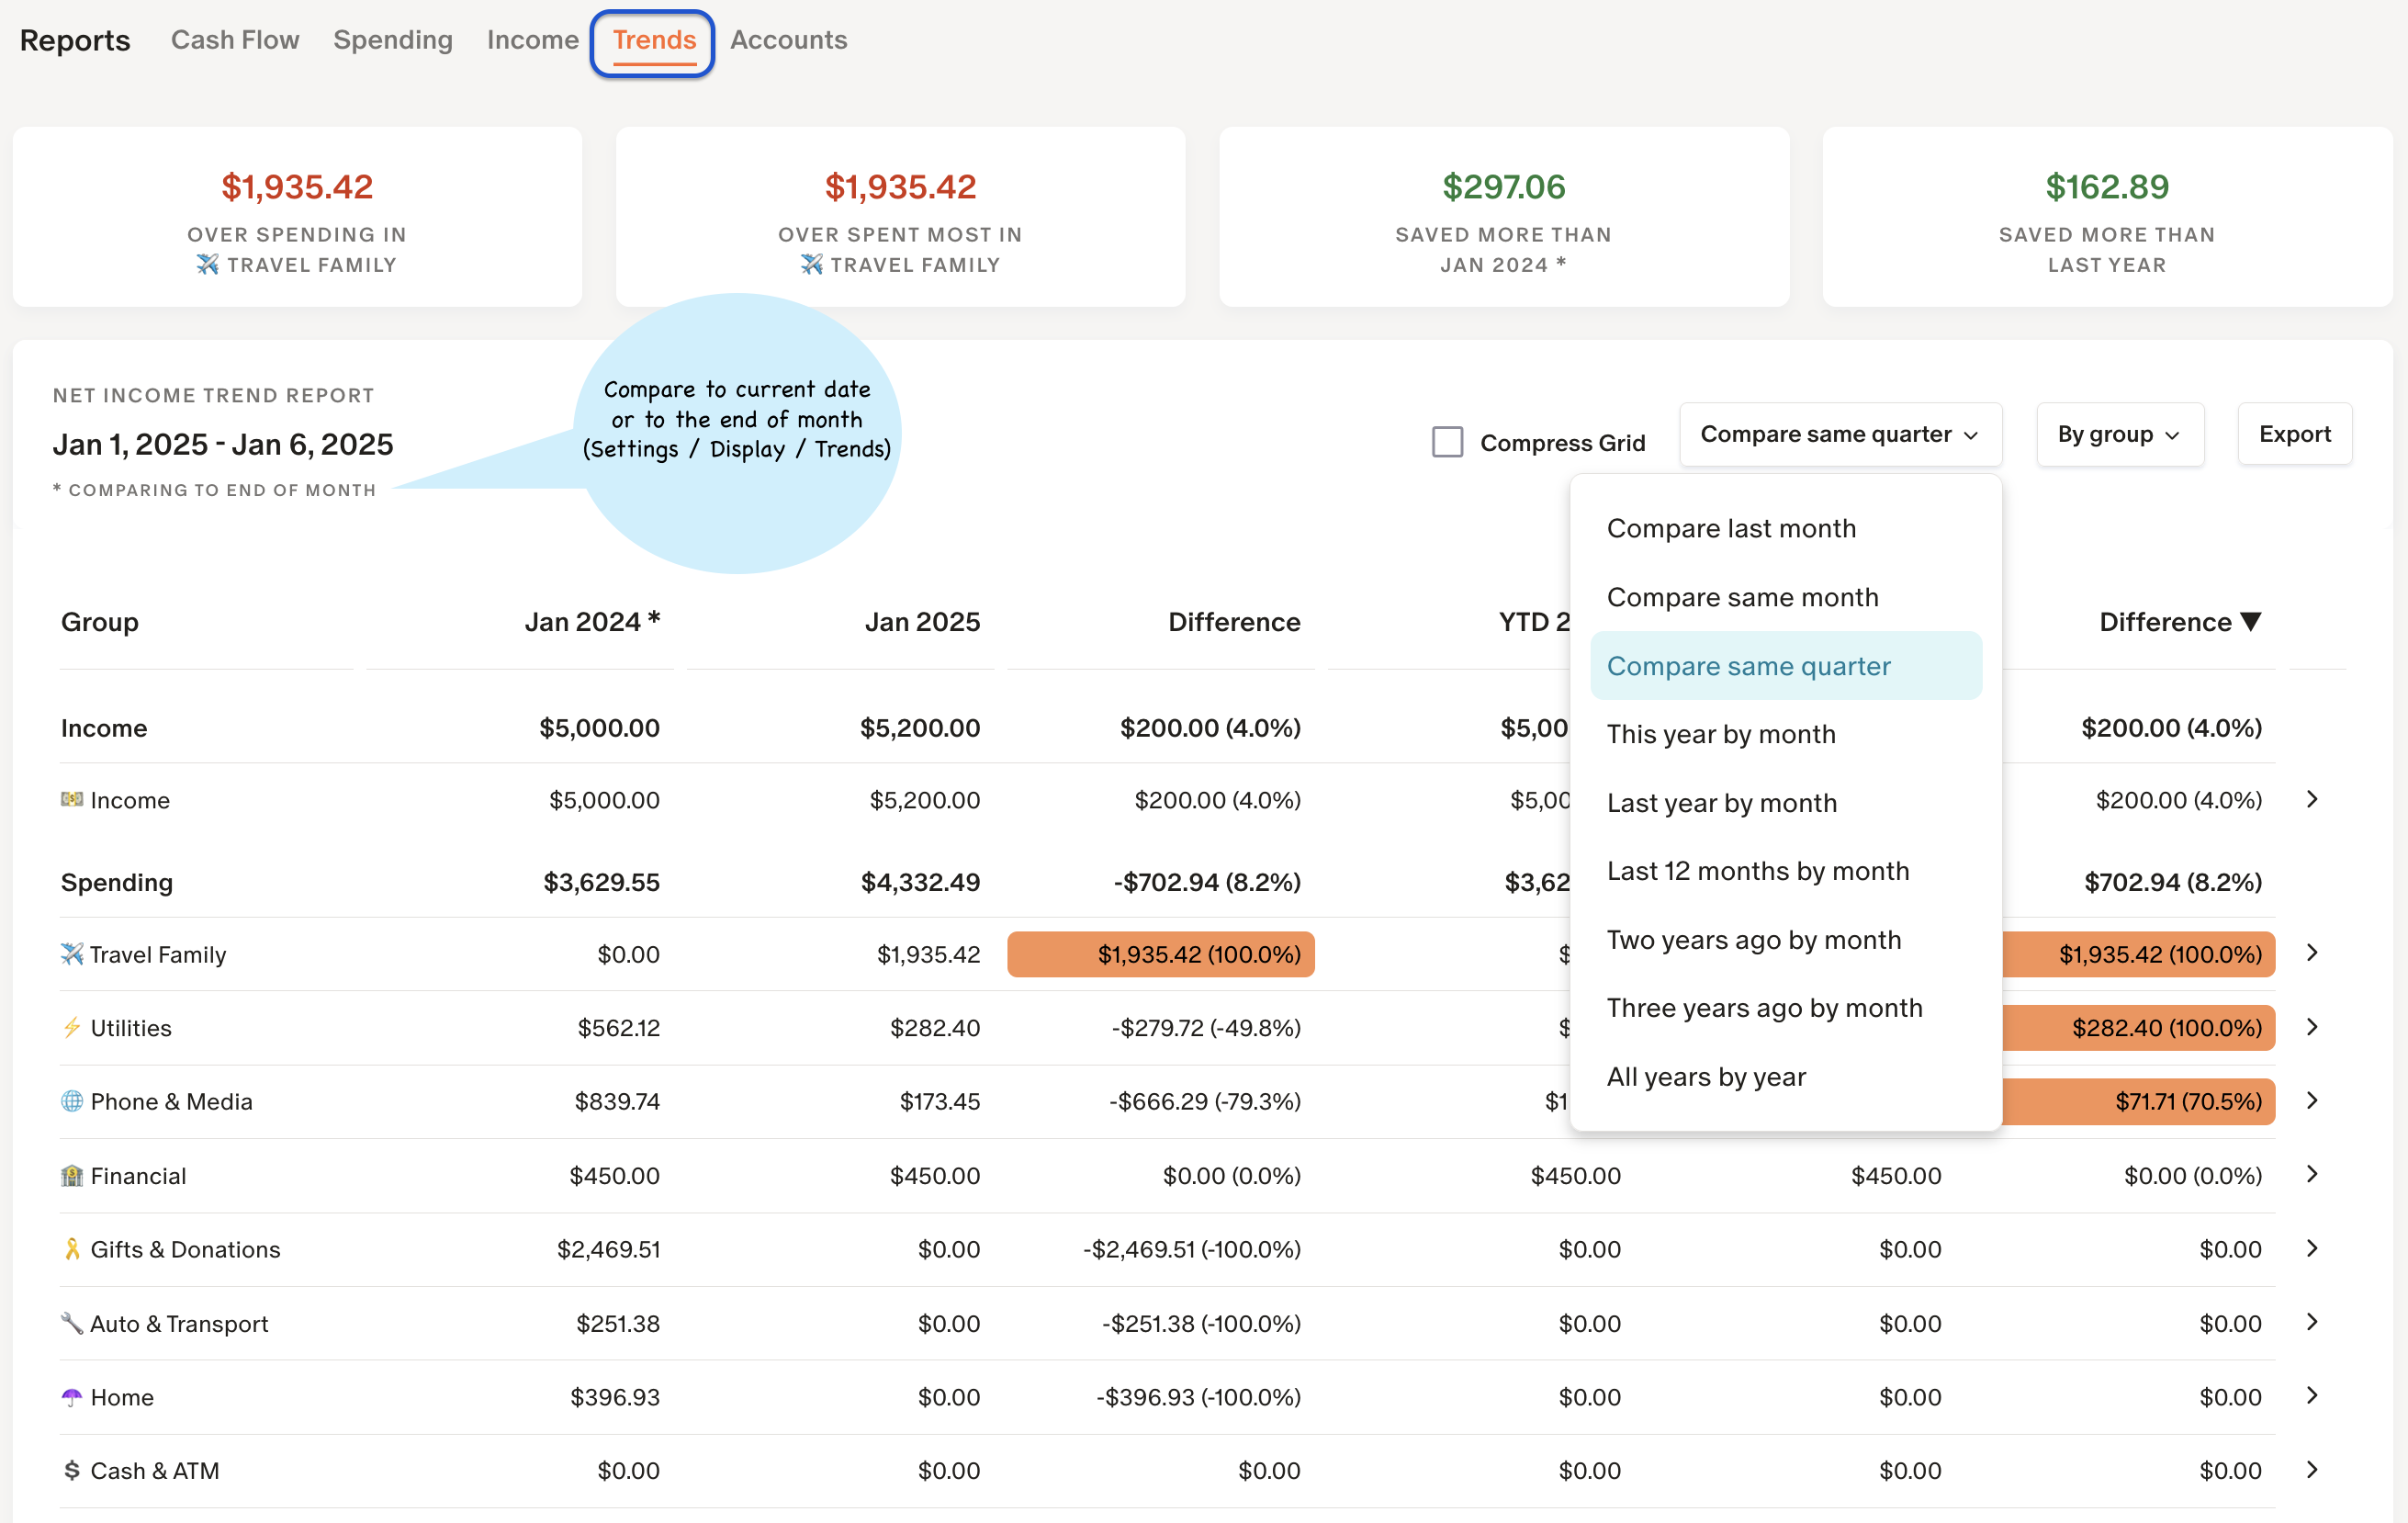 Reports Cash Flow Spending Income Trends Accounts
$1,935.42
OVER SPENDING IN
✈️ TRAVEL FAMILY
$1,935.42
OVER SPENT MOST IN
✈️ TRAVEL FAMILY
$297.06
SAVED MORE THAN
JAN 2024 *
$162.89
SAVED MORE THAN
LAST YEAR
NET INCOME TREND REPORT
Jan 1, 2025 - Jan 6, 2025
* COMPARING TO END OF MONTH
Compare to current date
or to the end of month
(Settings / Display / Trends)
Compress Grid Compare same quarter By group Export
Compare last month
Compare same month
Compare same quarter
This year by month
Last year by month
Last 12 months by month
Two years ago by month
Three years ago by month
All years by year
Group Jan 2024 * Jan 2025 Difference YTD 2 Difference ▼
Income $5,000.00 $5,200.00 $200.00 (4.0%) $5,00 $200.00 (4.0%)
Income $5,000.00 $5,200.00 $200.00 (4.0%) $5,00 $200.00 (4.0%)
Spending $3,629.55 $4,332.49 -$702.94 (8.2%) $3,62 $702.94 (8.2%)
Travel Family $0.00 $1,935.42 $1,935.42 (100.0%) $ $1,935.42 (100.0%)
Utilities $562.12 $282.40 -$279.72 (-49.8%) $ $282.40 (100.0%)
Phone & Media $839.74 $173.45 -$666.29 (-79.3%) $1 $71.71 (70.5%)
Financial $450.00 $450.00 $0.00 (0.0%) $450.00 $450.00 $0.00 (0.0%)
Gifts & Donations $2,469.51 $0.00 -$2,469.51 (-100.0%) $0.00 $0.00 $0.00
Auto & Transport $251.38 $0.00 -$251.38 (-100.0%) $0.00 $0.00 $0.00
Home $396.93 $0.00 -$396.93 (-100.0%) $0.00 $0.00 $0.00
$ Cash & ATM $0.00 $0.00 $0.00 $0.00 $0.00 $0.00